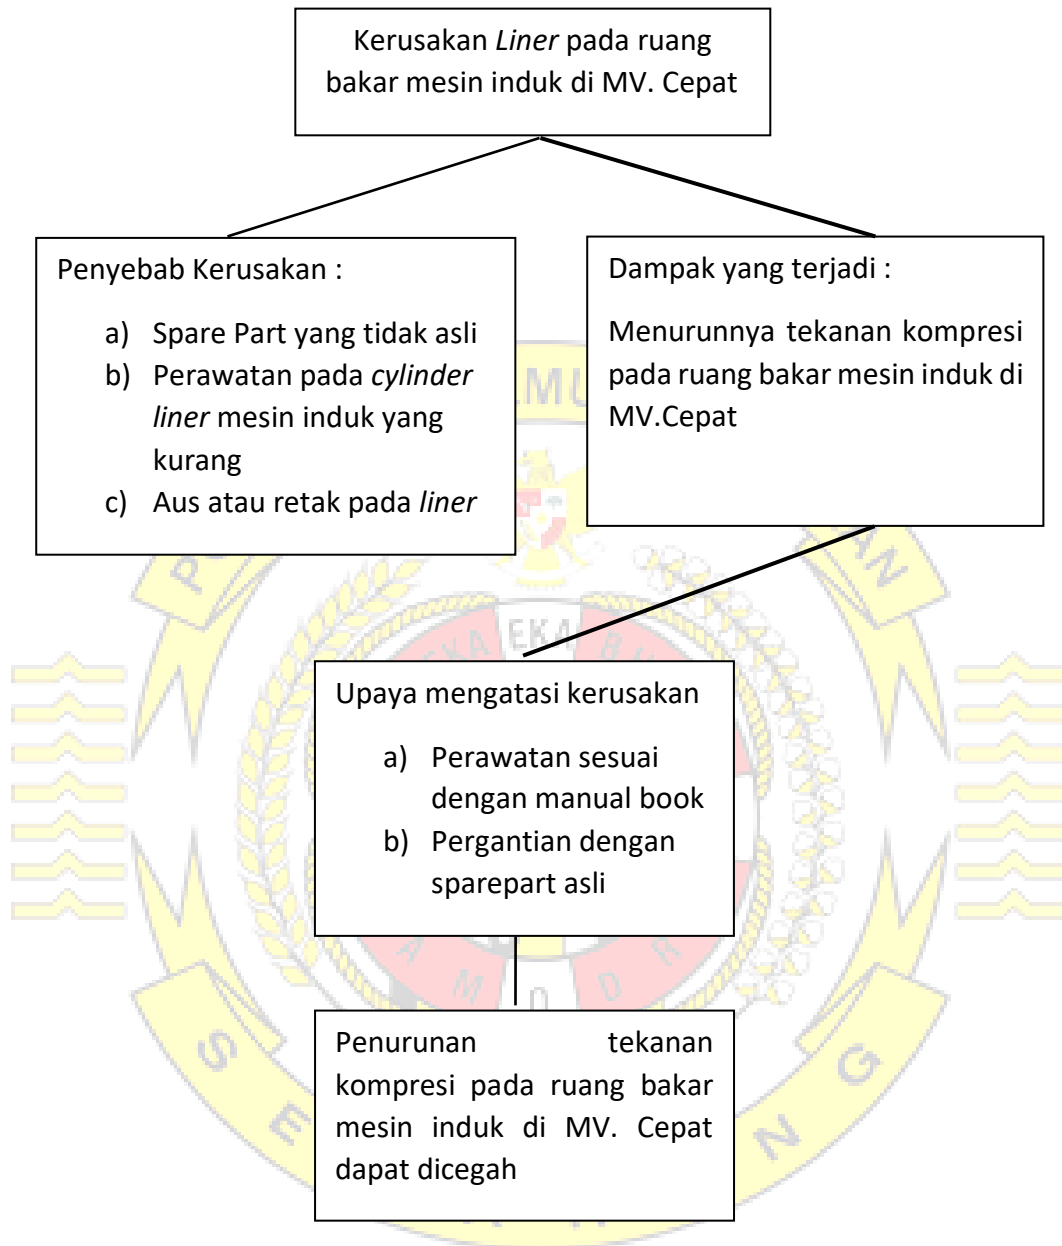 Kerusakan Liner pada ruang
bakar mesin induk di MV. Cepat
Penyebab Kerusakan :
a) Spare Part yang tidak asli
b) Perawatan pada cylinder
liner mesin induk yang
kurang
c) Aus atau retak pada liner
Dampak yang terjadi :
Menurunnya tekanan kompresi
pada ruang bakar mesin induk di
MV.Cepat
Upaya mengatasi kerusakan
a) Perawatan sesuai
dengan manual book
b) Pergantian dengan
sparepart asli
Penurunan tekanan
kompresi pada ruang bakar
mesin induk di MV. Cepat
dapat dicegah
EKA